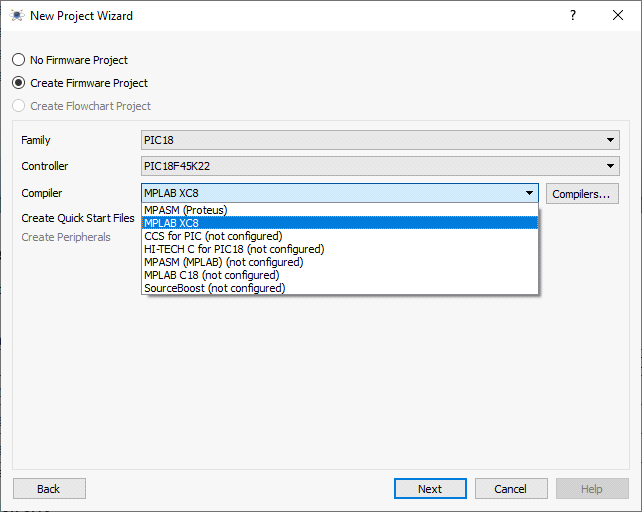 New Project Wizard
No Firmware Project
Create Firmware Project
Create Flowchart Project
Family PIC18
Controller PIC18F45K22
Compiler MPLAB XC8 Compilers...
MPASM (Proteus)
Create Quick Start Files MPLAB XC8
Create Peripherals CCS for PIC (not configured)
HI-TECH C for PIC18 (not configured)
MPASM (MPLAB) (not configured)
MPLAB C18 (not configured)
SourceBoost (not configured)
Back Next Cancel Help